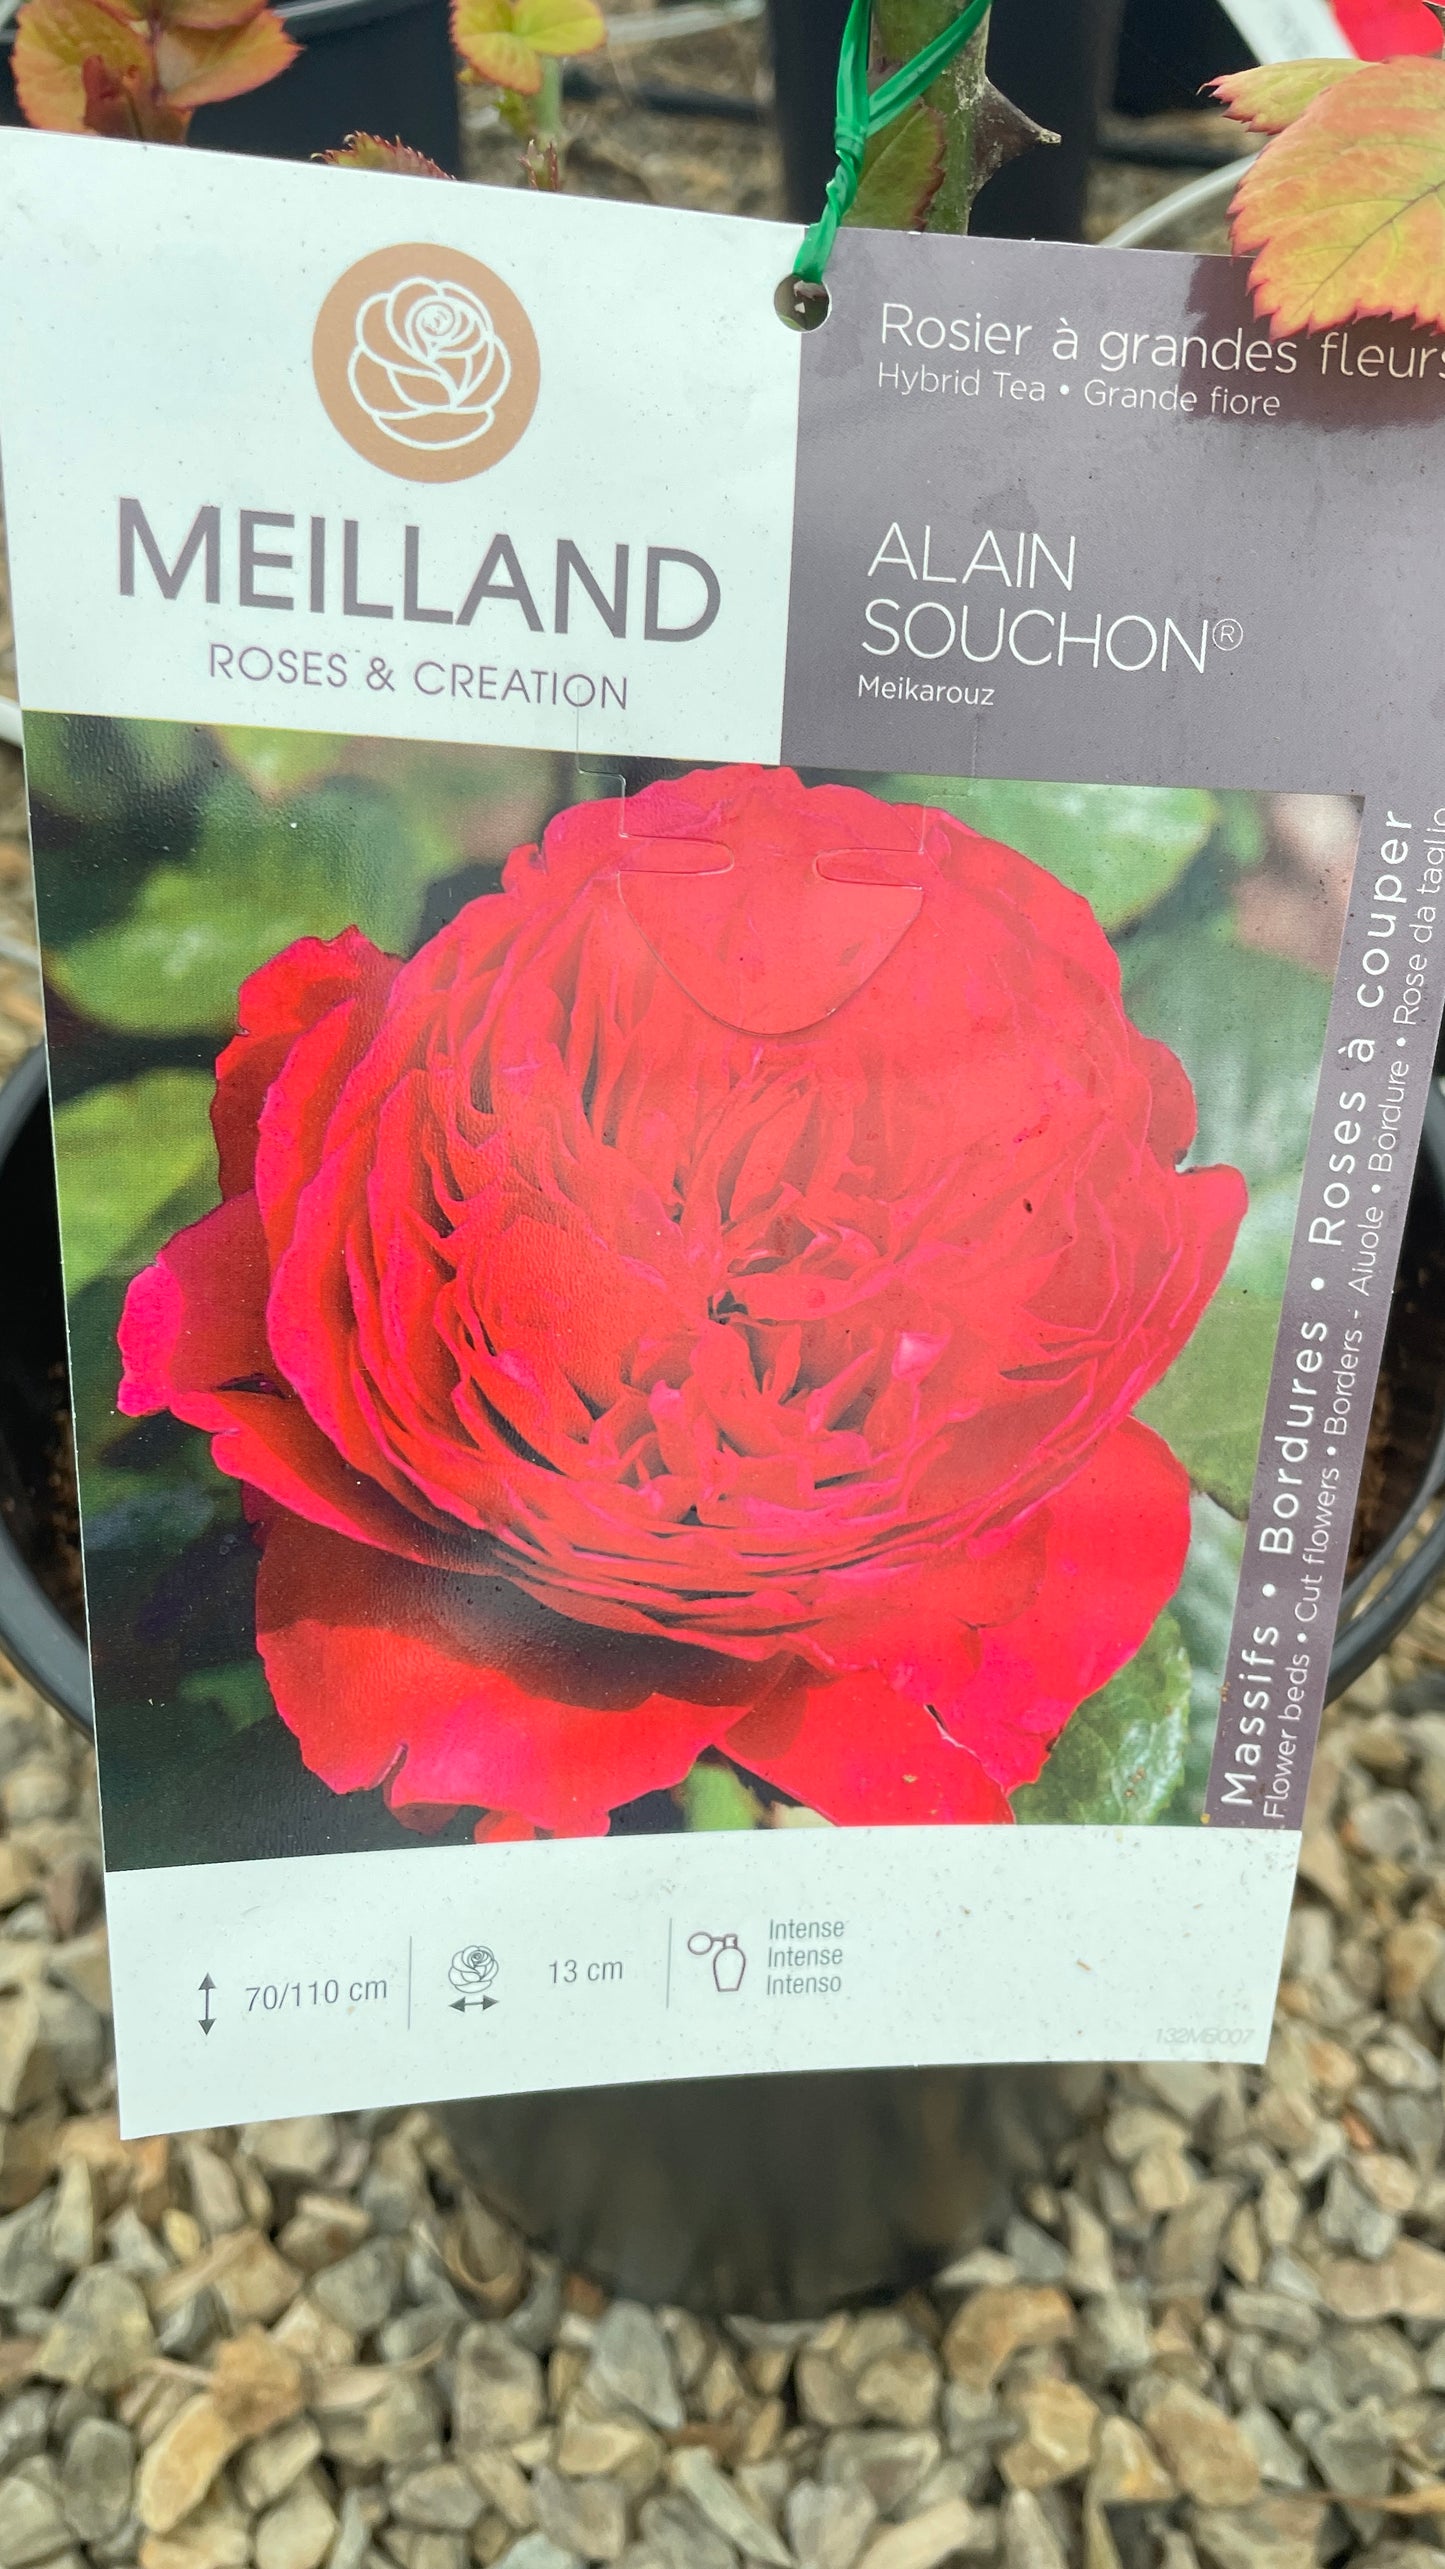 MEILLAND
ROSES & CREATION
Rosier à grandes fleurs
Hybrid Tea • Grande fiore
ALAIN
SOUCHON®
Meikarouz
Massifs • Bordures • Roses à couper
Flower beds • Cut flowers • Borders - Aiuole • Bordure • Rose da taglio
70/110 cm
13 cm
Intense
Intense
Intenso
132MEI007